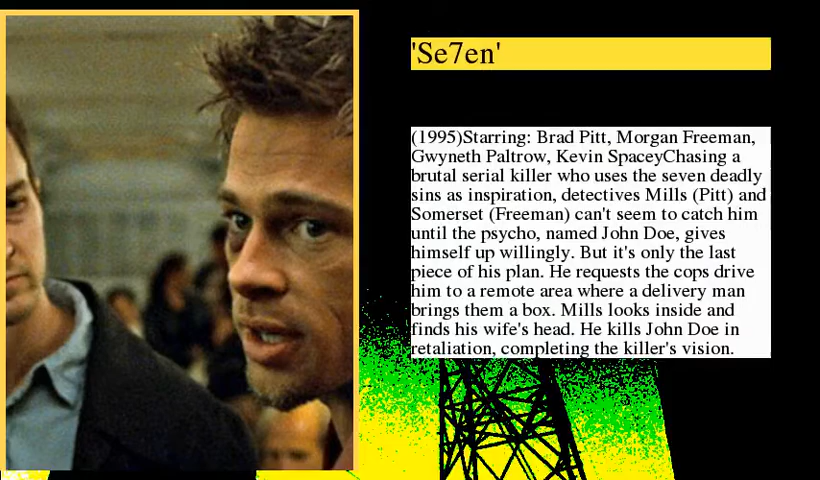 'Se7en'
(1995)Starring: Brad Pitt, Morgan Freeman,
Gwyneth Paltrow, Kevin SpaceyChasing a
brutal serial killer who uses the seven deadly
sins as inspiration, detectives Mills (Pitt) and
Somerset (Freeman) can't seem to catch him
until the psycho, named John Doe, gives
himself up willingly. But it's only the last
piece of his plan. He requests the cops drive
him to a remote area where a delivery man
brings them a box. Mills looks inside and
finds his wife's head. He kills John Doe in
retaliation, completing the killer's vision.